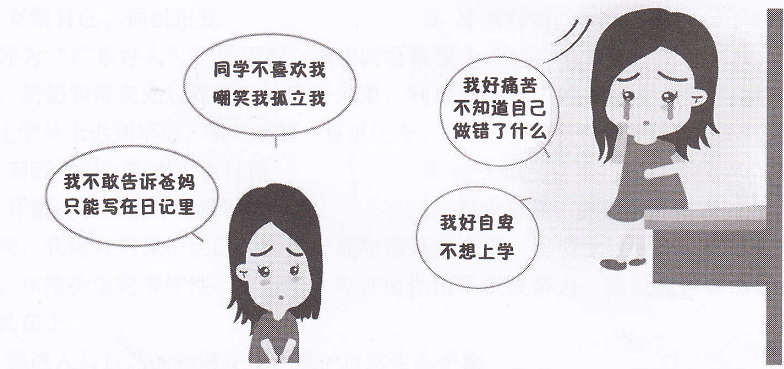 同学不喜欢我
嘲笑我孤立我
我不敢告诉爸妈
只能写在日记里
我好痛苦
不知道自己
做错了什么
我好自卑
不想上学